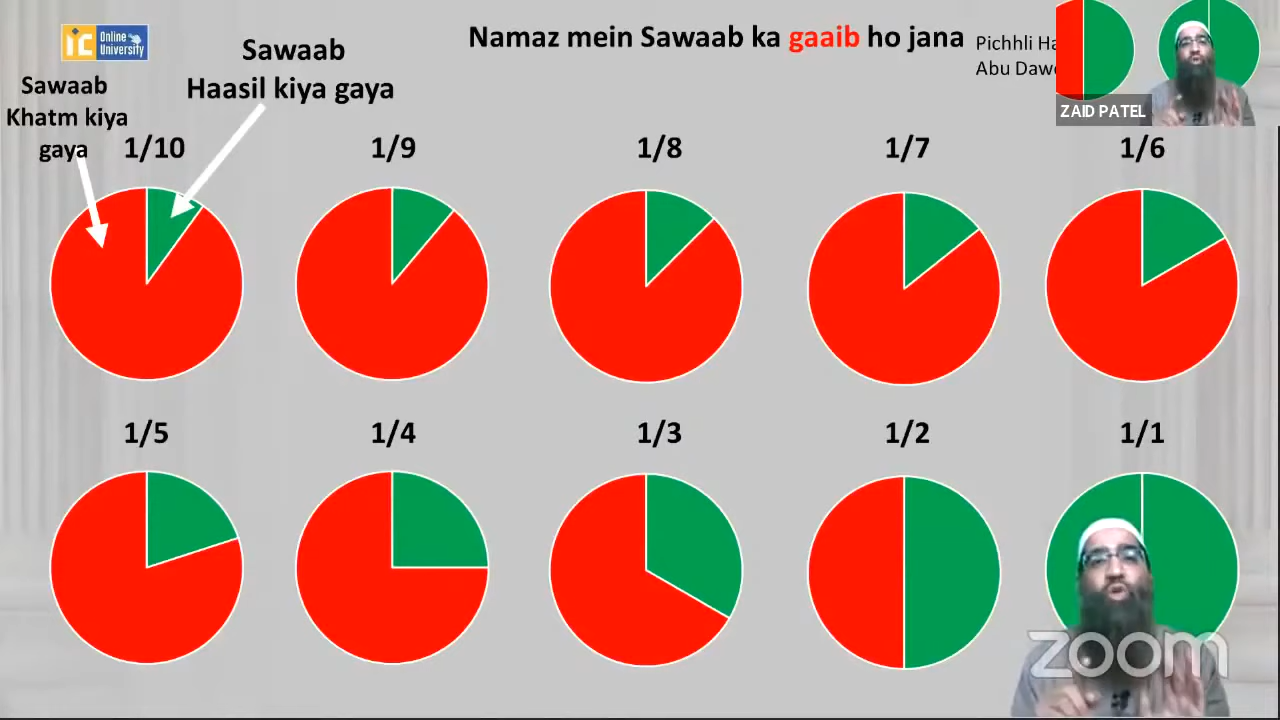 iC Online
University
Sawaab
Haasil kiya gaya
Namaz mein Sawaab ka gaaib ho jana
Pichhli
Abu
ZAID PATEL
Sawaab
Khatm kiya
gaya
1/10
1/9
1/8
1/7
1/6
1/5
1/4
1/3
1/2
1/1
zoom